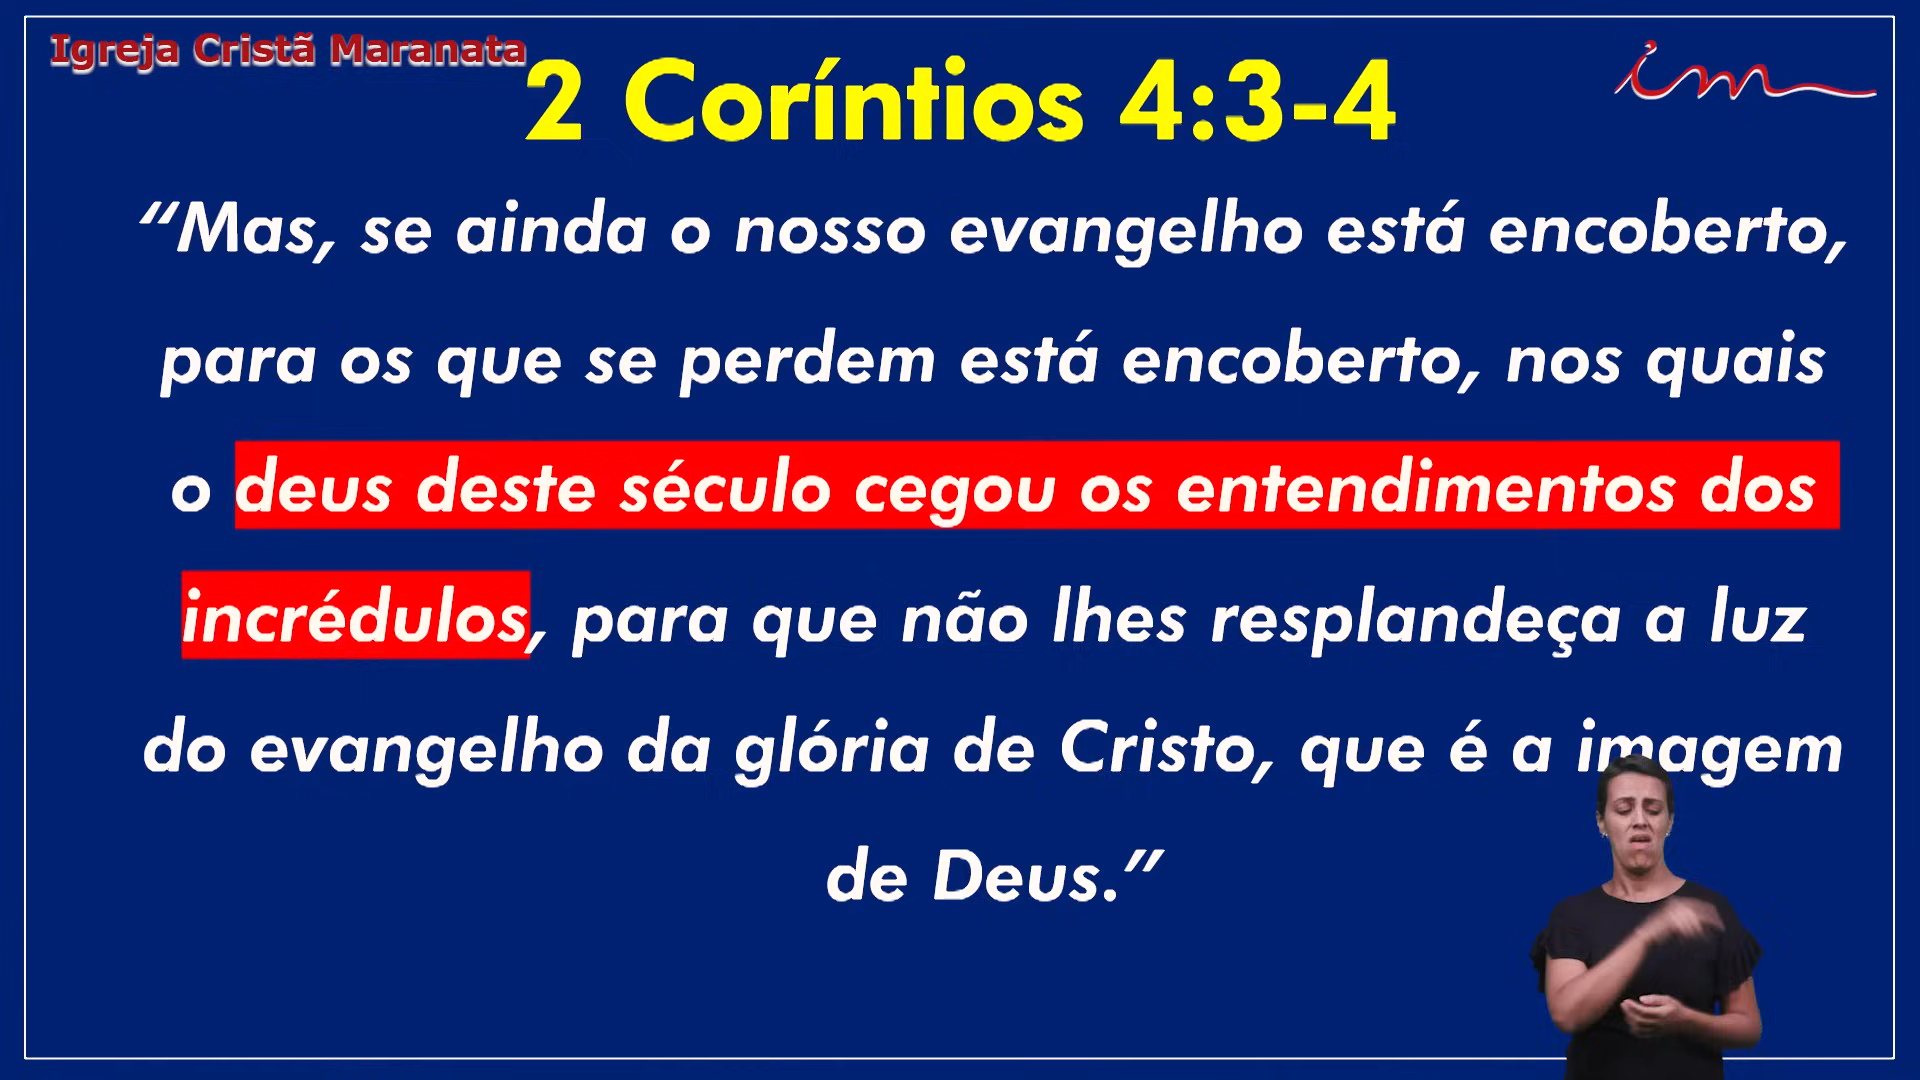 Igreja Cristã Maranata
im
2 Coríntios 4:3-4
“Mas, se ainda o nosso evangelho está encoberto,
para os que se perdem está encoberto, nos quais
o deus deste século cegou os entendimentos dos
incrédulos, para que não lhes resplandeça a luz
do evangelho da glória de Cristo, que é a imagem
de Deus.”